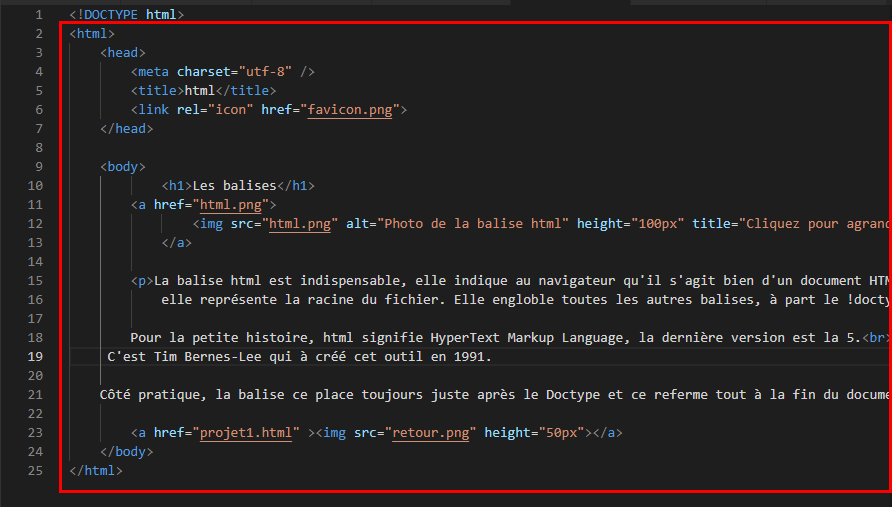 1 <!DOCTYPE html>
2 <html>
3 <head>
4 <meta charset="utf-8" />
5 <title>html</title>
6 <link rel="icon" href="favicon.png">
7 </head>
8
9 <body>
10 <h1>Les balises</h1>
11 <a href="html.png">
12 <img src="html.png" alt="Photo de la balise html" height="100px" title="Cliquez pour agrand
13 </a>
14
15 <p>La balise html est indispensable, elle indique au navigateur qu'il s'agit bien d'un document HTM
16 elle représente la racine du fichier. Elle engloble toutes les autres balises, à part le !docty
17
18 Pour la petite histoire, html signifie HyperText Markup Language, la dernière version est la 5.<br>
19 C'est Tim Bernes-Lee qui à créé cet outil en 1991.
20
21 Côté pratique, la balise ce place toujours juste après le Doctype et ce referme tout à la fin du docume
22
23 <a href="projet1.html" ><img src="retour.png" height="50px"></a>
24 </body>
25 </html>